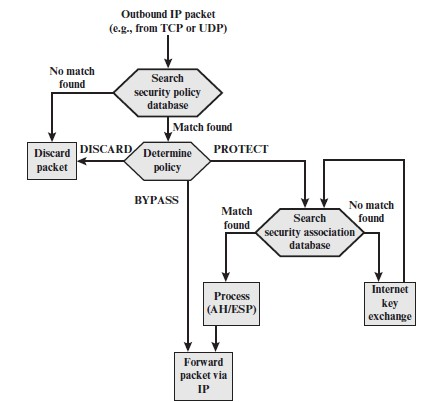 Outbound IP packet
(e.g., from TCP or UDP)
No match
found
Search
security policy
database
Match found
Discard
packet
DISCARD
Determine
policy
PROTECT
BYPASS
Match
found
Search
security association
database
No match
found
Process
(AH/ESP)
Internet
key
exchange
Forward
packet via
IP